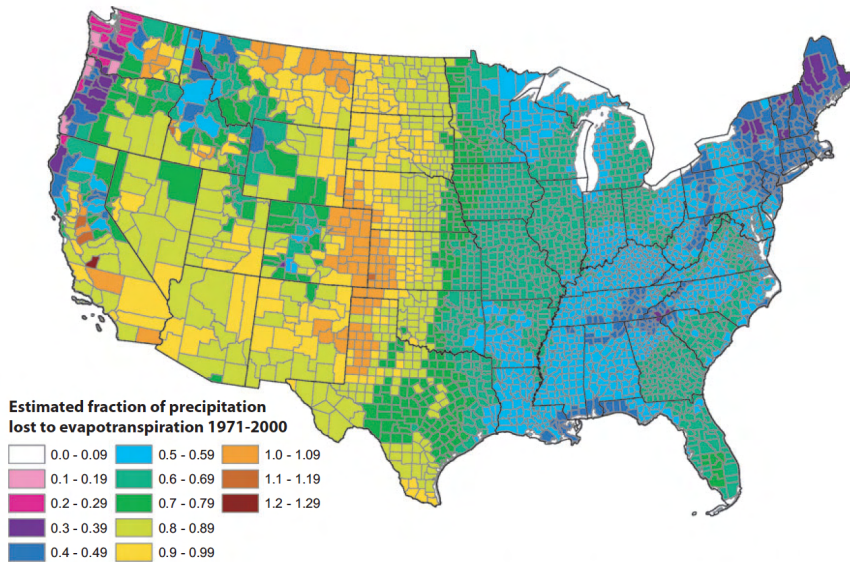 Estimated fraction of precipitation
lost to evapotranspiration 1971-2000
0.0 - 0.09
0.1 - 0.19
0.2 - 0.29
0.3 - 0.39
0.4 - 0.49
0.5 - 0.59
0.6 - 0.69
0.7 - 0.79
0.8 - 0.89
0.9 - 0.99
1.0 - 1.09
1.1 - 1.19
1.2 - 1.29